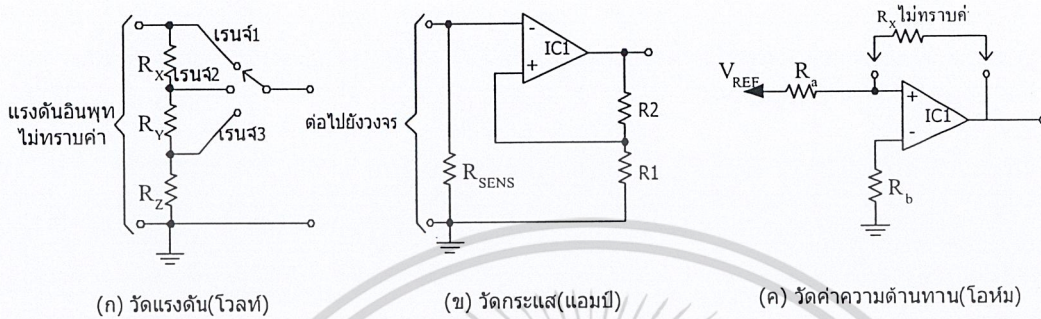 เรนจ์1
R_X
เรนจ์2
แรงดันอินพุท
ไม่ทราบค่า
R_Y
เรนจ์3
R_Z
(ก) วัดแรงดัน(โวลท์)
ต่อไปยังวงจร
-
+
IC1
R2
R1
R_SENS
(ข) วัดกระแส(แอมป์)
R_X ไม่ทราบค่
V_REF
R_a
+
-
IC1
R_b
(ค) วัดค่าความต้านทาน(โอห์ม)